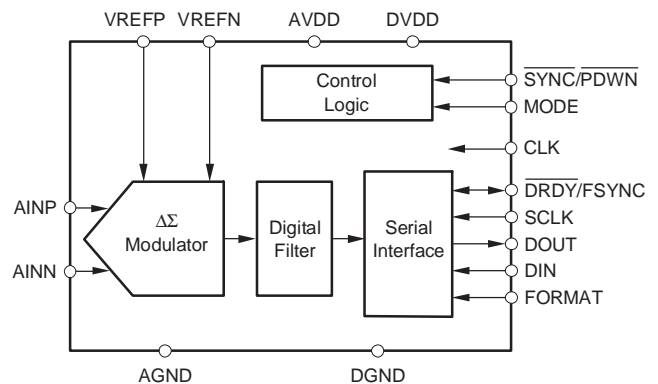 VREFP VREFN AVDD DVDD
Control
Logic
SYNC/PDWN
MODE
CLK
DRDY/FSYNC
SCLK
DOUT
DIN
FORMAT
AINP
AINN
ΔΣ
Modulator
Digital
Filter
Serial
Interface
AGND DGND